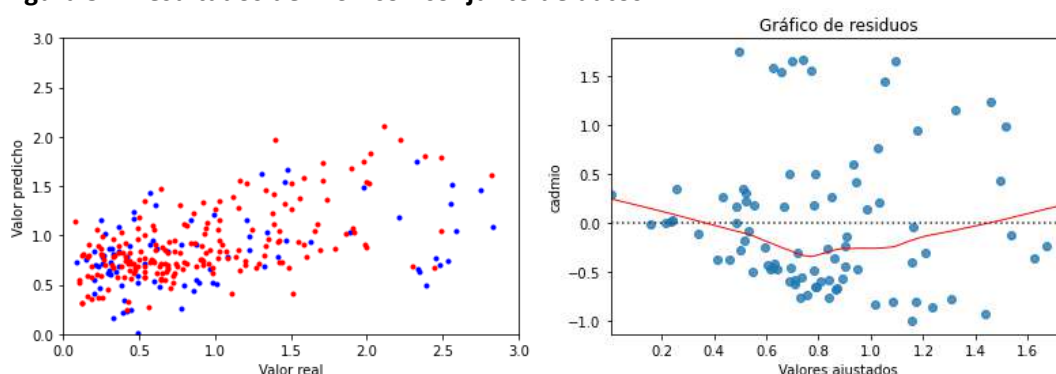 Gráfico de residuos
3.0
2.5
2.0
1.5
1.0
0.5
0.0
Valor predicho
0.0 0.5 1.0 1.5 2.0 2.5 3.0
Valor real
1.5
1.0
0.5
0.0
−0.5
−1.0
cadmio
0.2 0.4 0.6 0.8 1.0 1.2 1.4 1.6
Valores ajustados